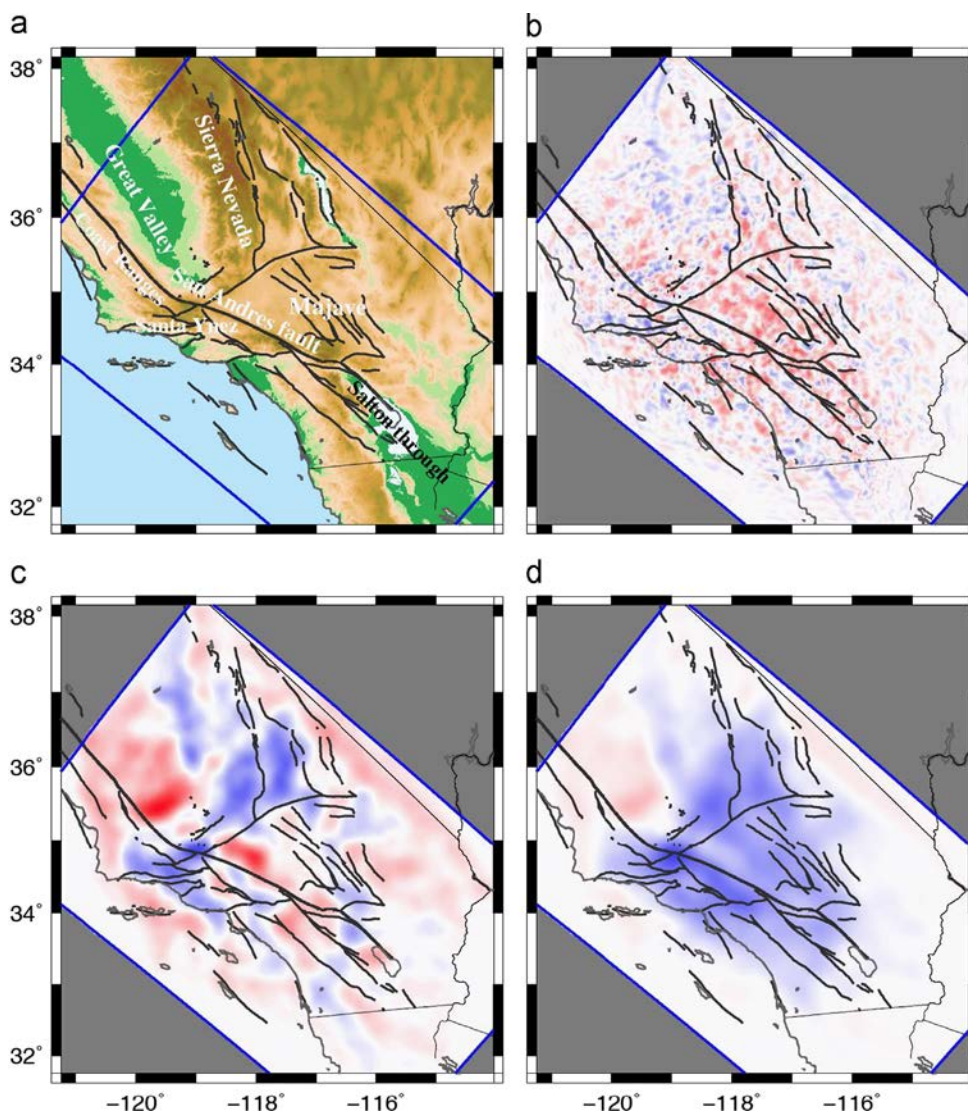 a
b
38°
36°
34°
32°
Sierra Nevada
Great Valley
Coast Ranges
San Andres fault
Majave
Santa Ynez
Salton through
c
d
38°
36°
34°
32°
−120° −118° −116°
−120° −118° −116°